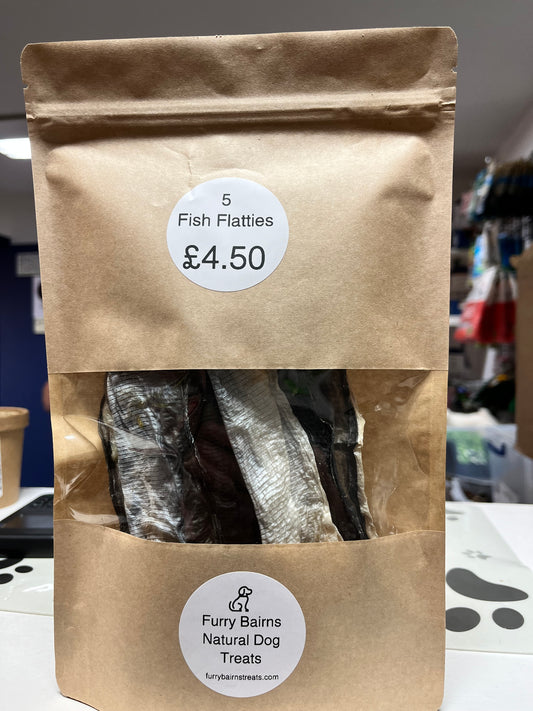 5
Fish Flatties
£4.50
Furry Bairns
Natural Dog
Treats
furrybairnstreats.com